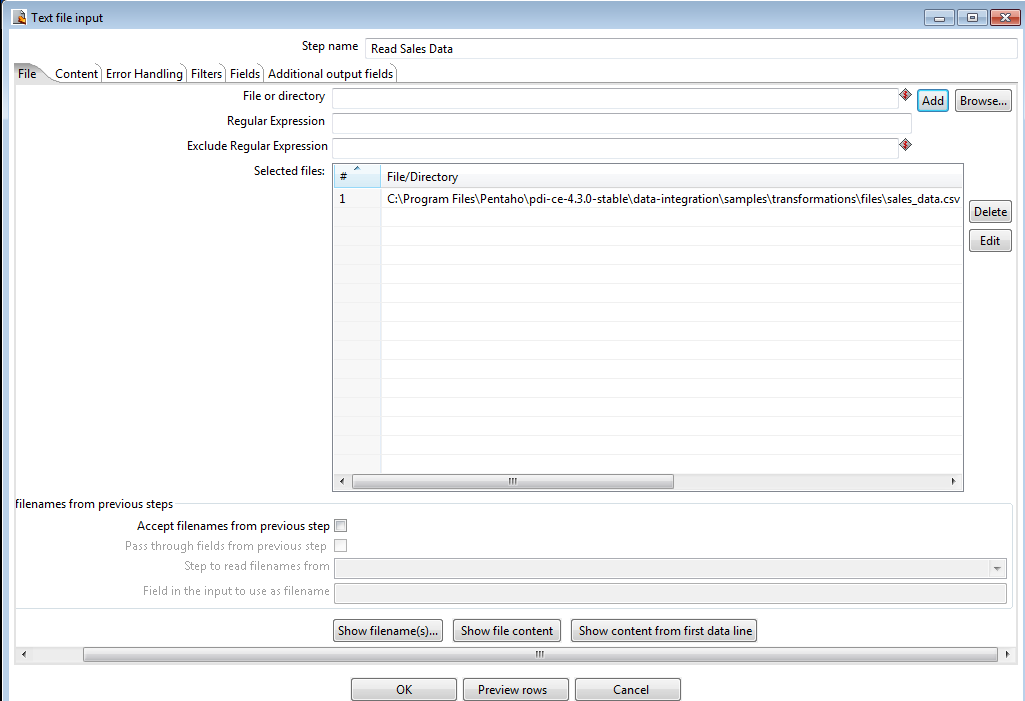 Text file input
Step name Read Sales Data
File Content Error Handling Filters Fields Additional output fields
File or directory Add Browse...
Regular Expression
Exclude Regular Expression
Selected files: # File/Directory
1 C:\Program Files\Pentaho\pdi-ce-4.3.0-stable\data-integration\samples\transformations\files\sales_data.csv
Delete
Edit
filenames from previous steps
Accept filenames from previous step
Pass through fields from previous step
Step to read filenames from
Field in the input to use as filename
Show filename(s)... Show file content Show content from first data line
OK Preview rows Cancel